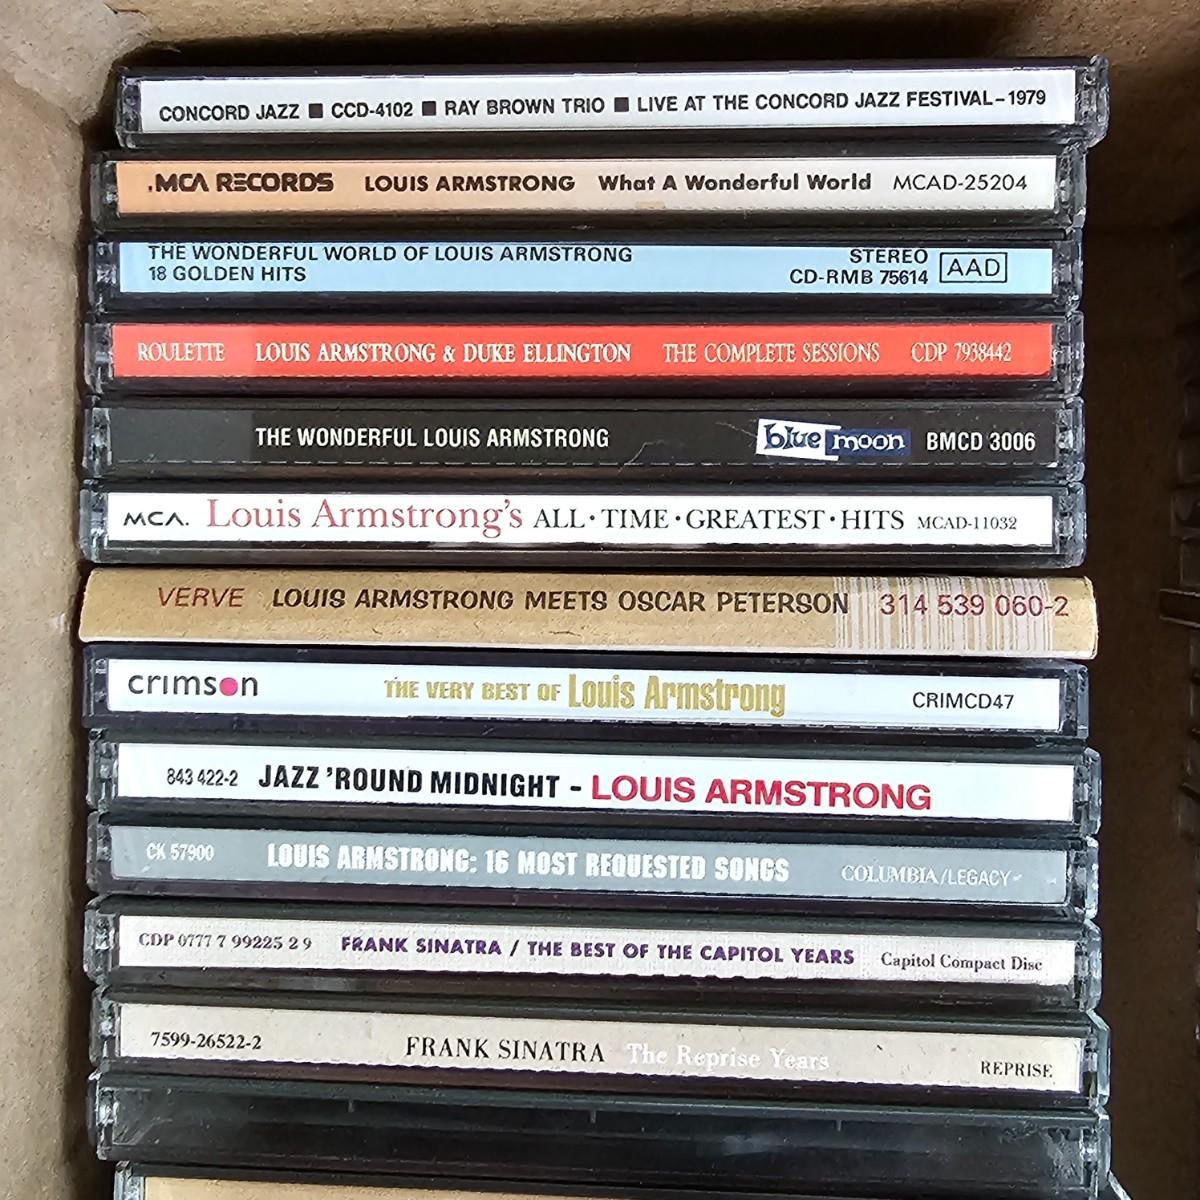 CONCORD JAZZ ■ CCD-4102 ■ RAY BROWN TRIO ■ LIVE AT THE CONCORD JAZZ FESTIVAL–1979
.MCA RECORDS LOUIS ARMSTRONG What A Wonderful World MCAD-25204
THE WONDERFUL WORLD OF LOUIS ARMSTRONG STEREO
18 GOLDEN HITS CD-RMB 75614 AAD
ROULETTE LOUIS ARMSTRONG & DUKE ELLINGTON THE COMPLETE SESSIONS CDP 7938442
THE WONDERFUL LOUIS ARMSTRONG blue moon BMCD 3006
MCA. Louis Armstrong's ALL·TIME·GREATEST·HITS MCAD-11032
VERVE LOUIS ARMSTRONG MEETS OSCAR PETERSON 314 539 060-2
crimson THE VERY BEST OF Louis Armstrong CRIMCD47
843 422-2 JAZZ 'ROUND MIDNIGHT - LOUIS ARMSTRONG
CK 57900 LOUIS ARMSTRONG: 16 MOST REQUESTED SONGS COLUMBIA/LEGACY
CDP 0777 7 99225 2 9 FRANK SINATRA / THE BEST OF THE CAPITOL YEARS Capitol Compact Disc
7599-26522-2 FRANK SINATRA The Reprise Years REPRISE